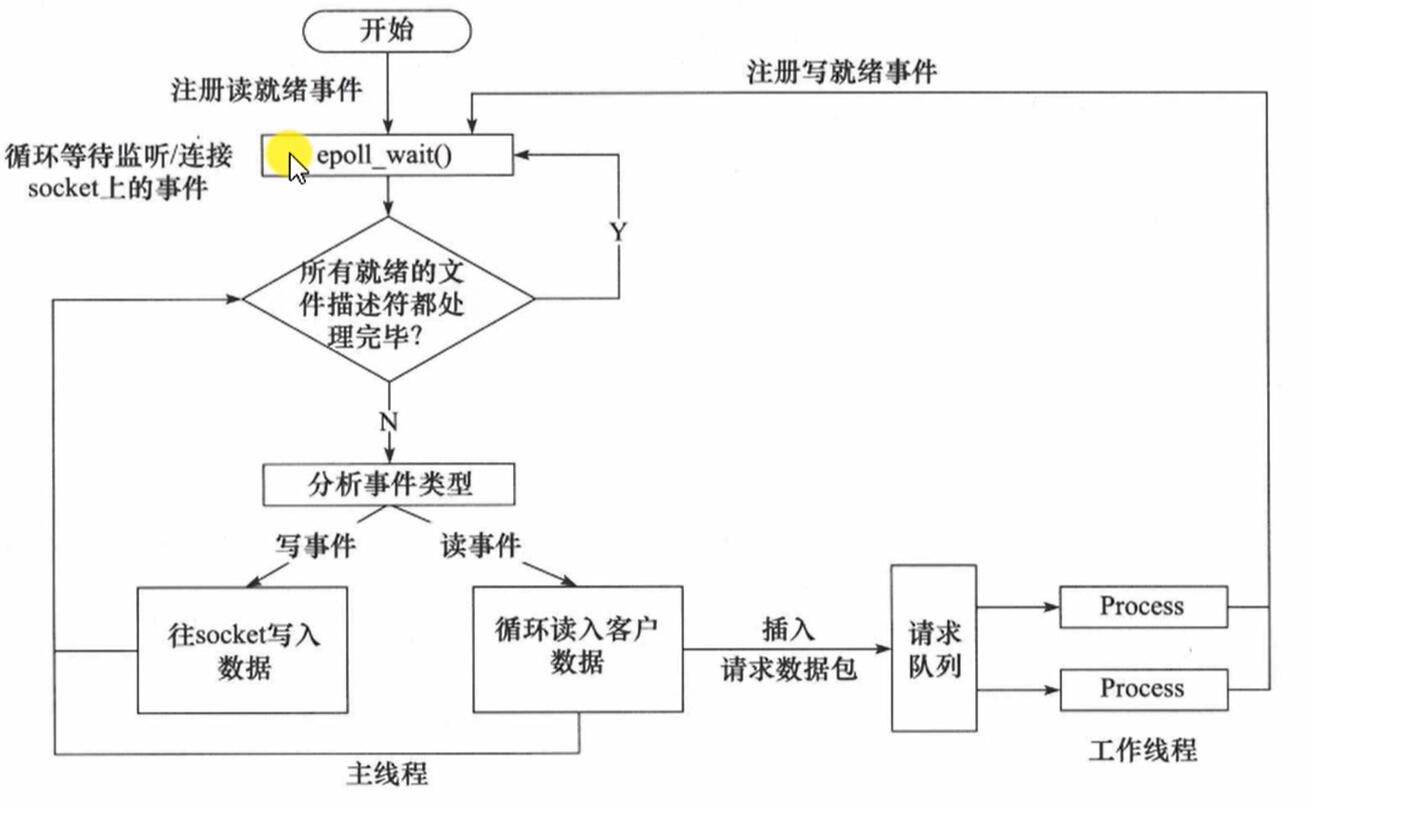 开始
注册读就绪事件
注册写就绪事件
循环等待监听/连接
socket上的事件
epoll_wait()
Y
所有就绪的文
件描述符都处
理完毕?
N
分析事件类型
写事件
读事件
往socket写入
数据
循环读入客户
数据
插入
请求数据包
请求
队列
Process
Process
工作线程
主线程